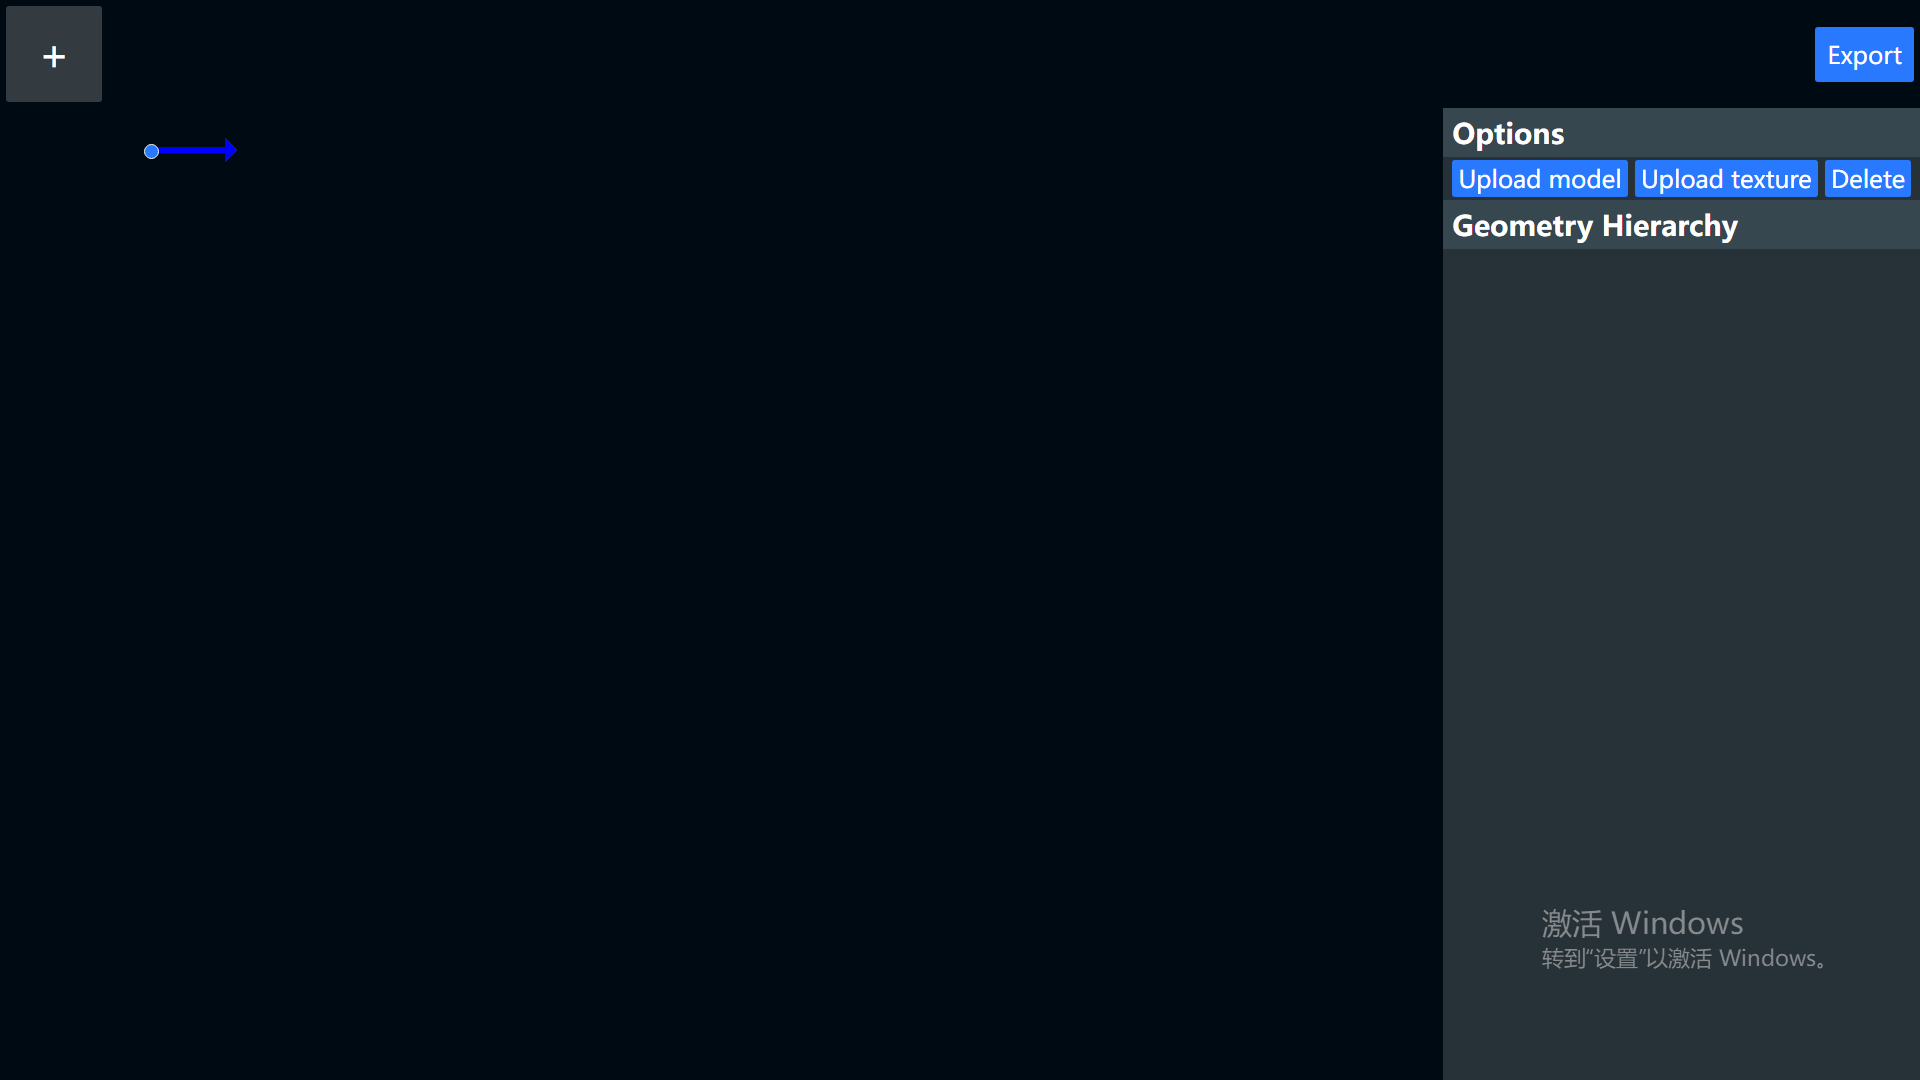 +
Export
Options
Upload model Upload texture Delete
Geometry Hierarchy
激活 Windows
转到"设置"以激活 Windows。